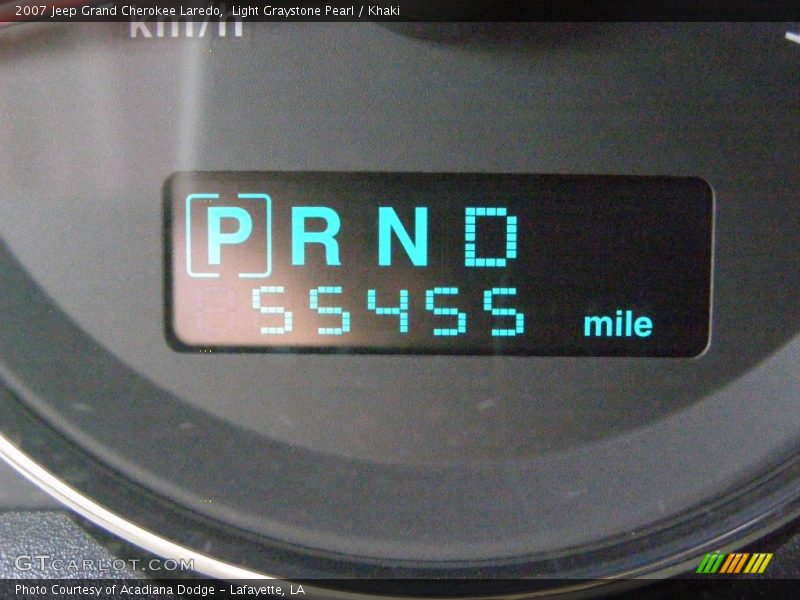 2007 Jeep Grand Cherokee Laredo,  Light Graystone Pearl / Khaki
km/h
P R N D
55455 mile
GTCARLOT.COM
Photo Courtesy of Acadiana Dodge - Lafayette, LA